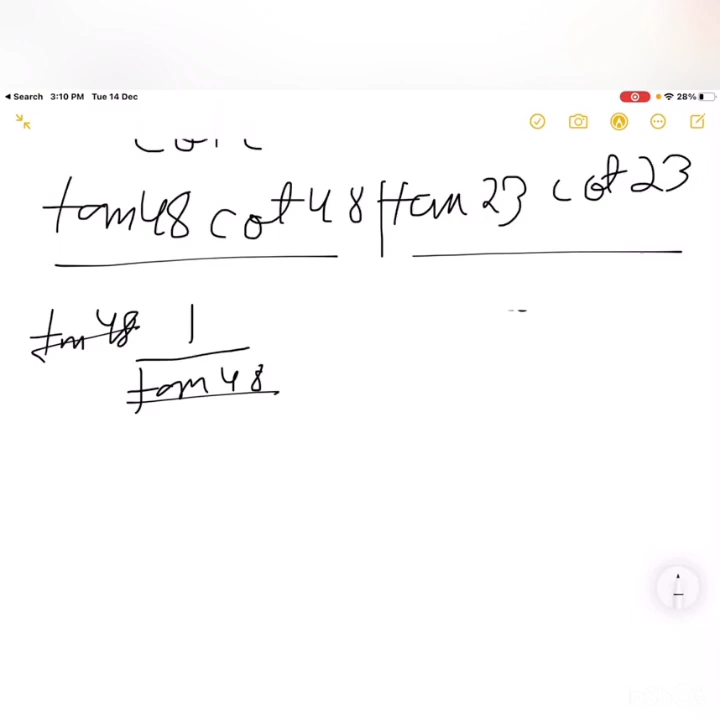 Search 3:10 PM Tue 14 Dec 28%
tan48 cot48 tan23 cot23
tan48 1
tan48